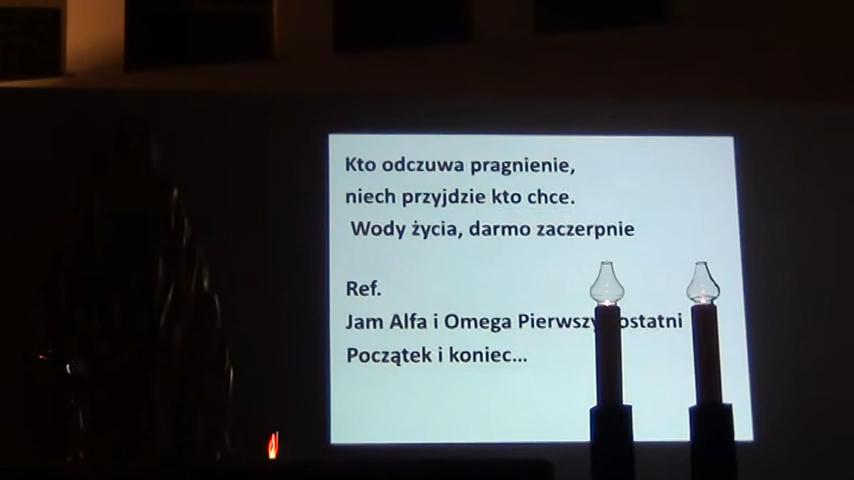 Kto odczuwa pragnienie,
niech przyjdzie kto chce.
Wody życia, darmo zaczerpnie
Ref.
Jam Alfa i Omega Pierwszy ostatni
Początek i koniec...